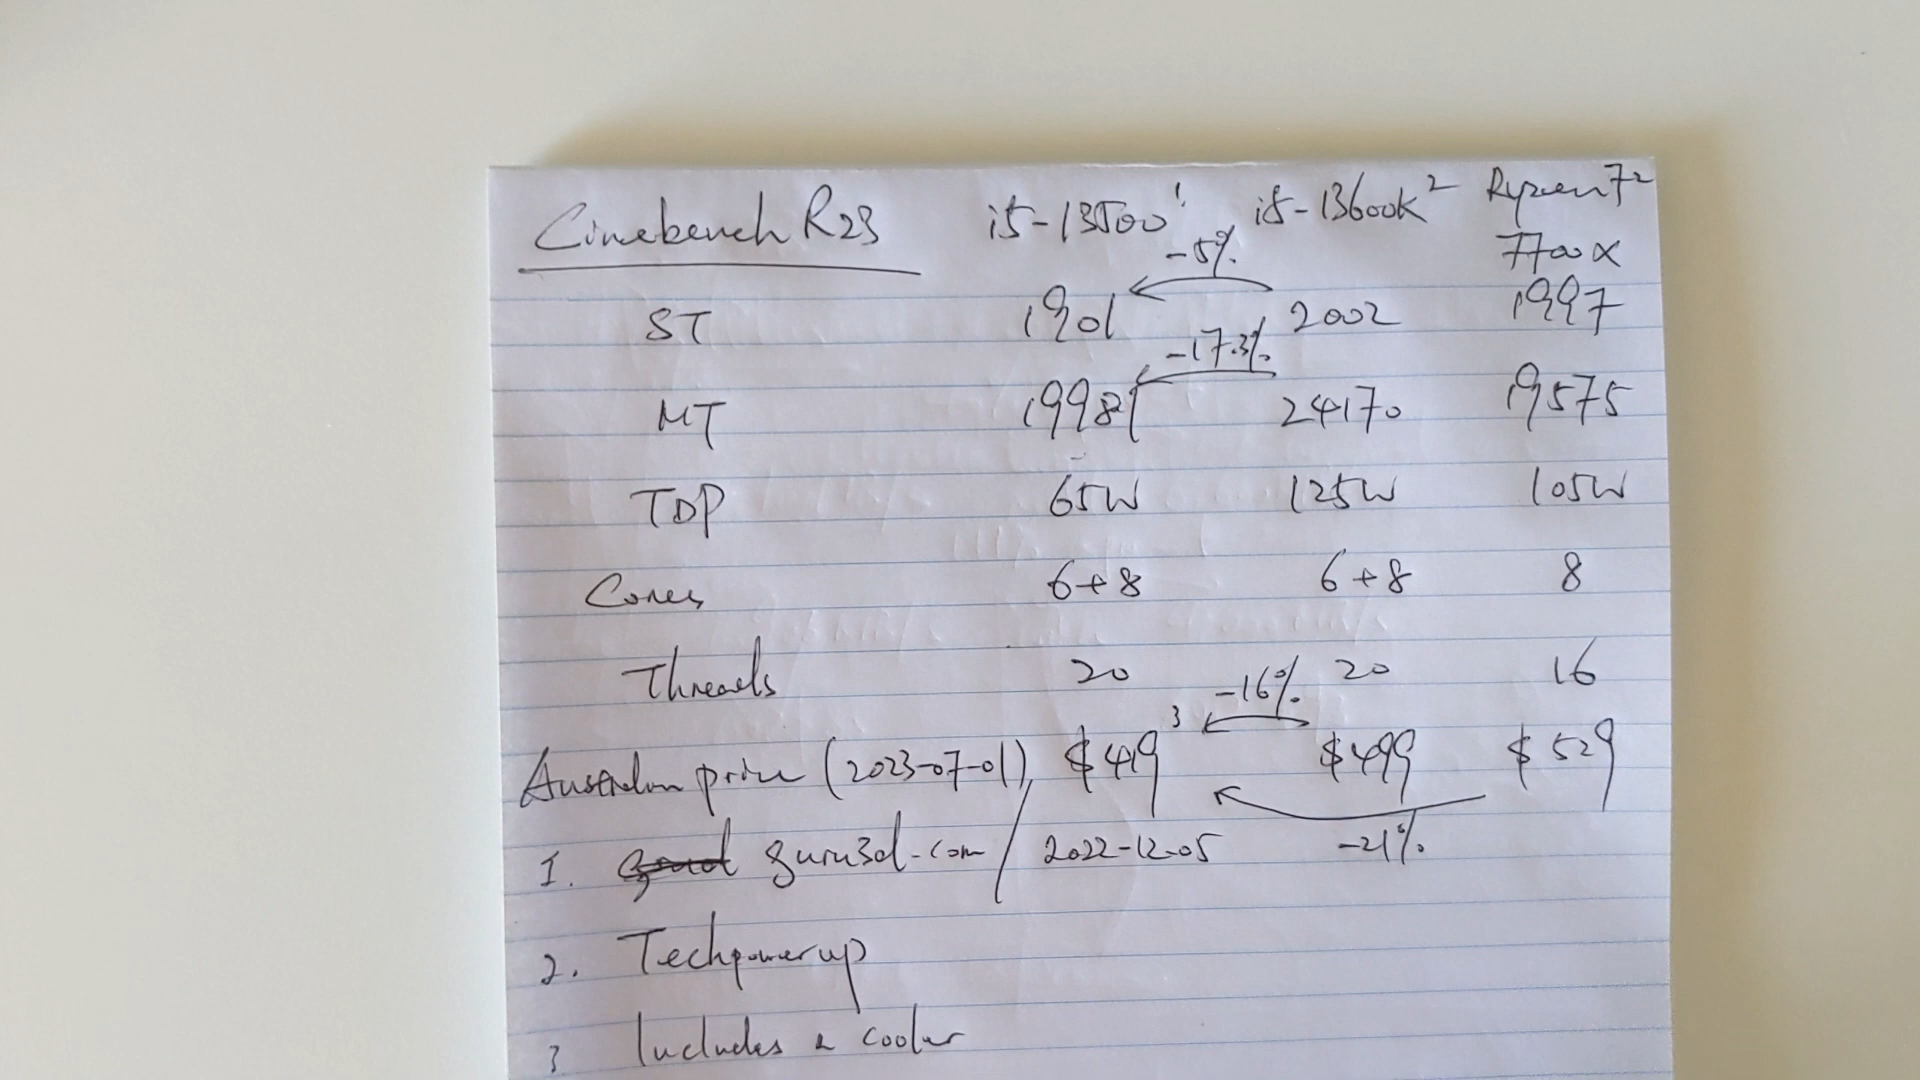 Cinebench R23 i5-13500¹ i5-13600K² Ryzen 7²
7700X
-5%
ST 1901 2002 1997
-17.3%
MT 19981 24170 19575
TDP 65W 125W 105W
Cores 6+8 6+8 8
Threads 20 20 16
-16%
Australian price (2023-07-01) $419³ $499 $529
-21%
1. guru3d.com / 2022-12-05
2. Techpowerup
3 Includes a cooler